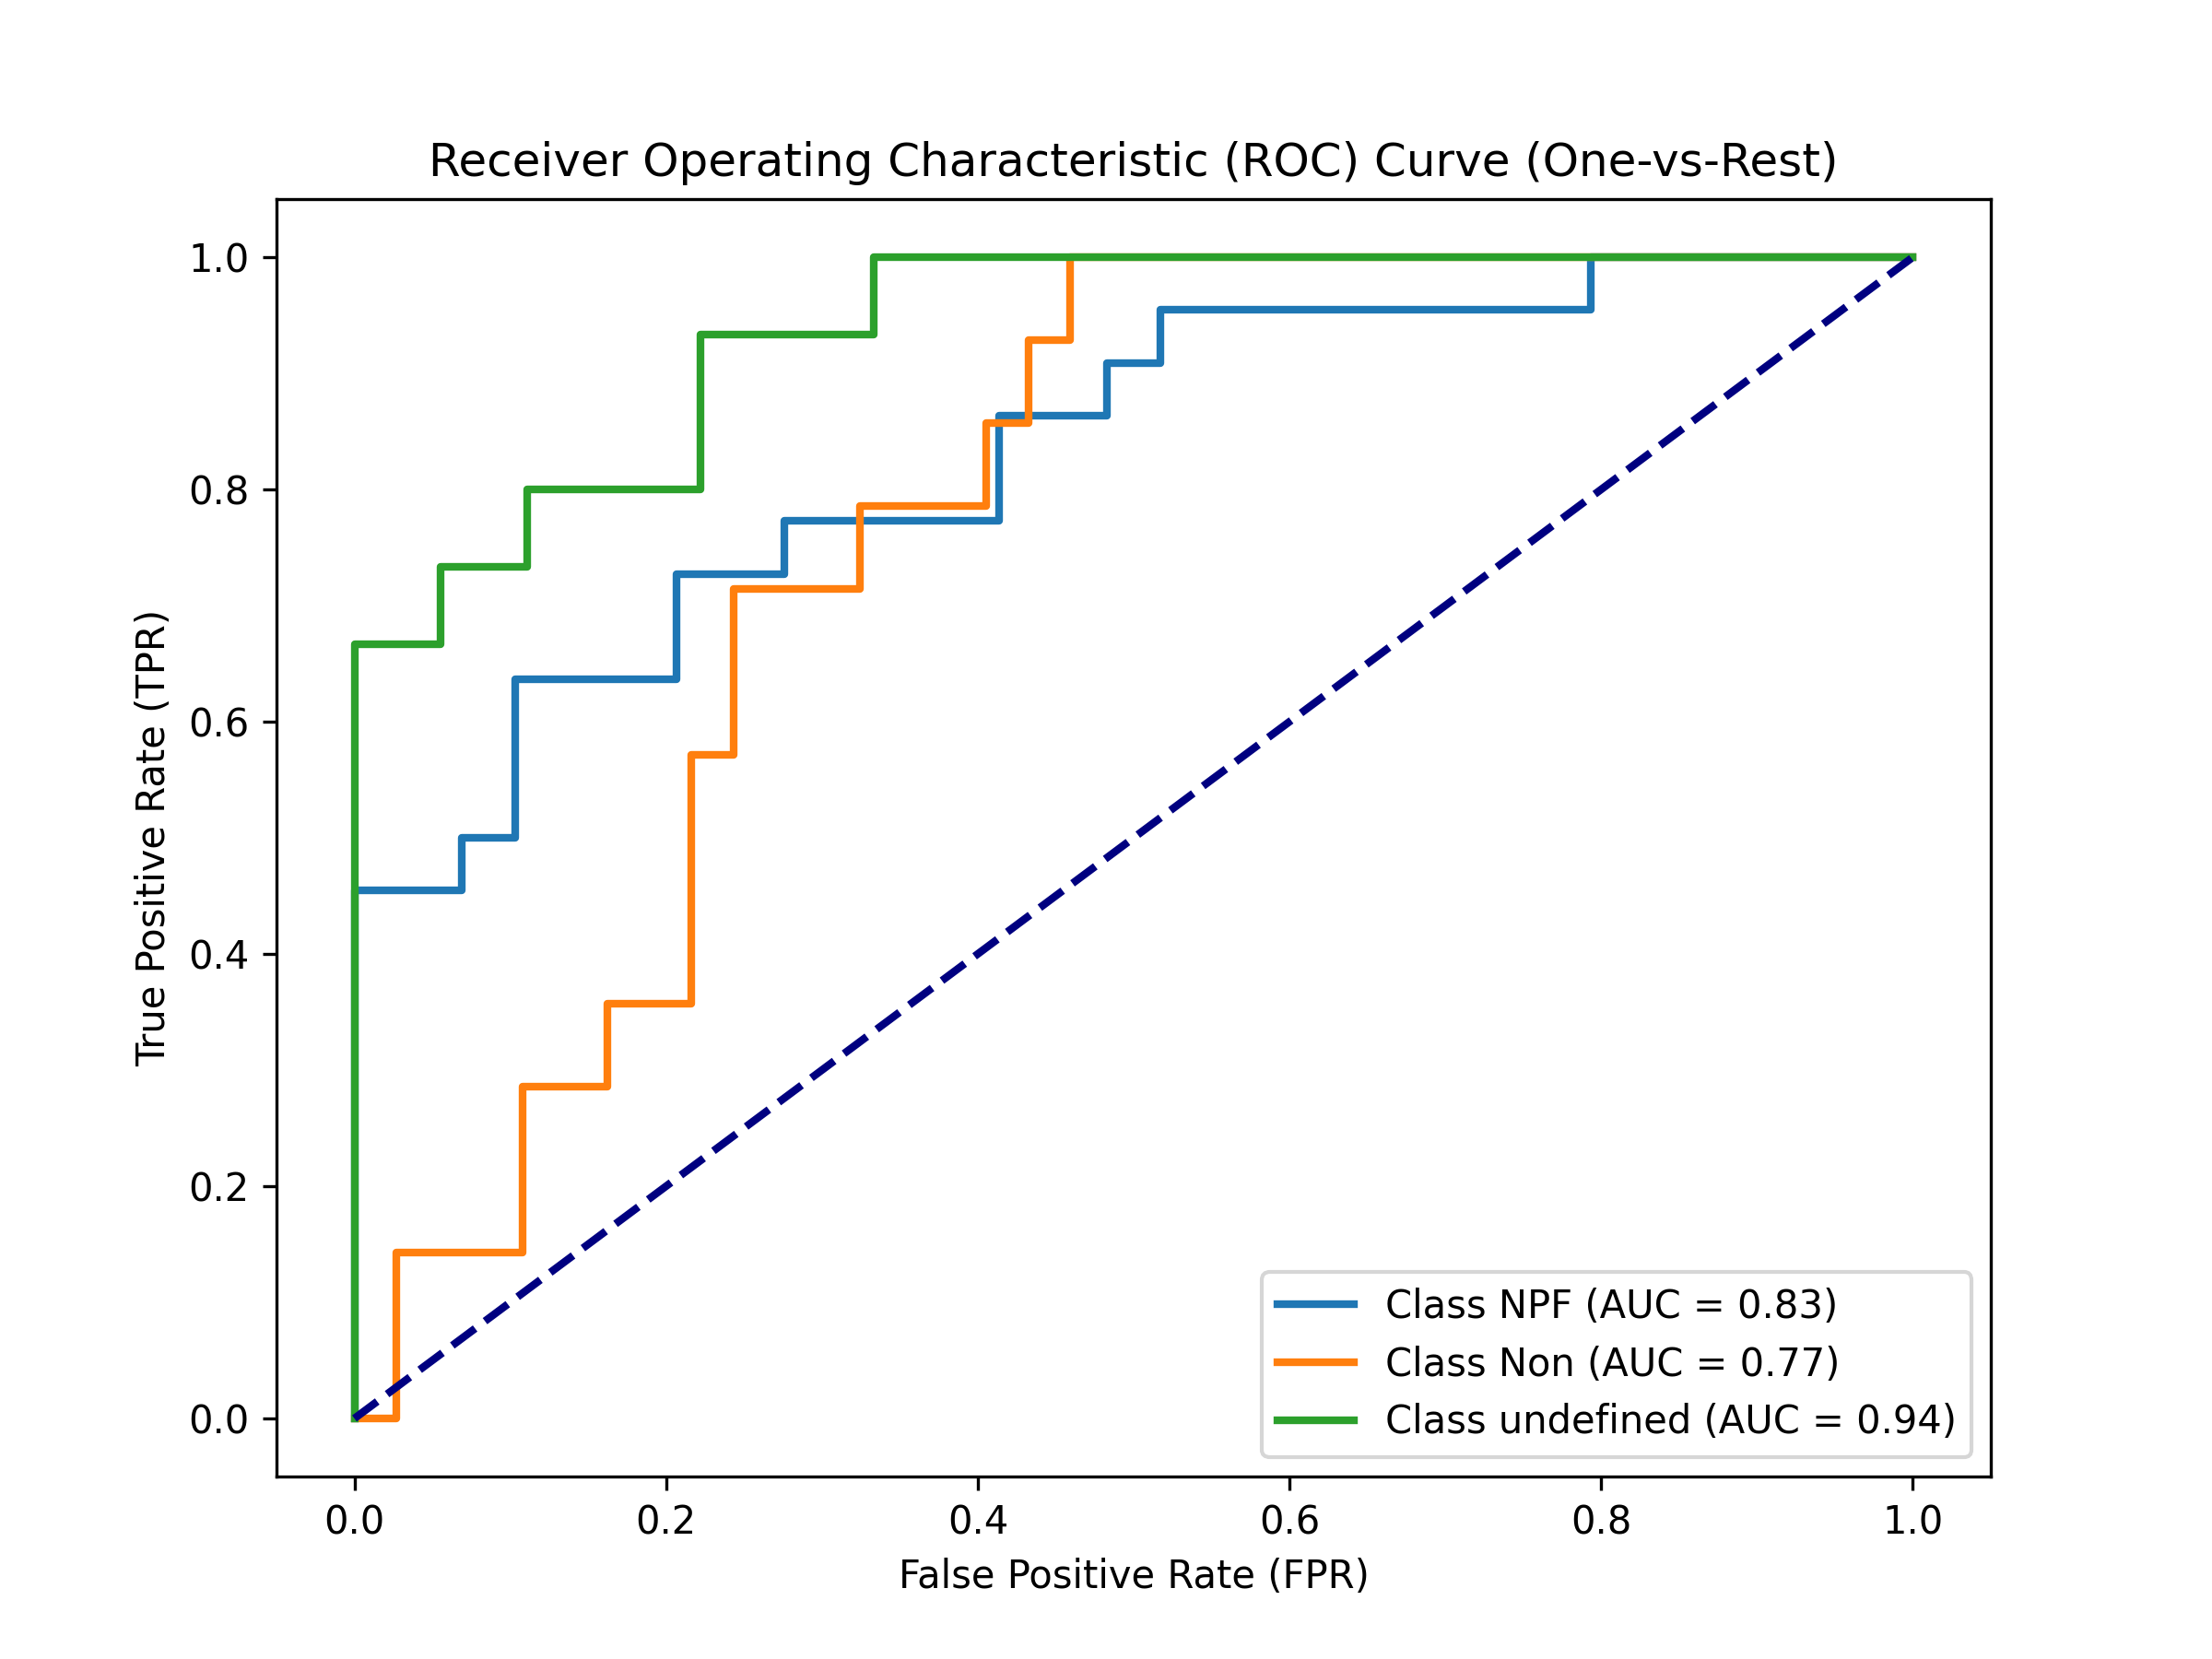 Receiver Operating Characteristic (ROC) Curve (One-vs-Rest)
1.0
0.8
0.6
0.4
0.2
0.0
True Positive Rate (TPR)
Class NPF (AUC = 0.83)
Class Non (AUC = 0.77)
Class undefined (AUC = 0.94)
0.0 0.2 0.4 0.6 0.8 1.0
False Positive Rate (FPR)